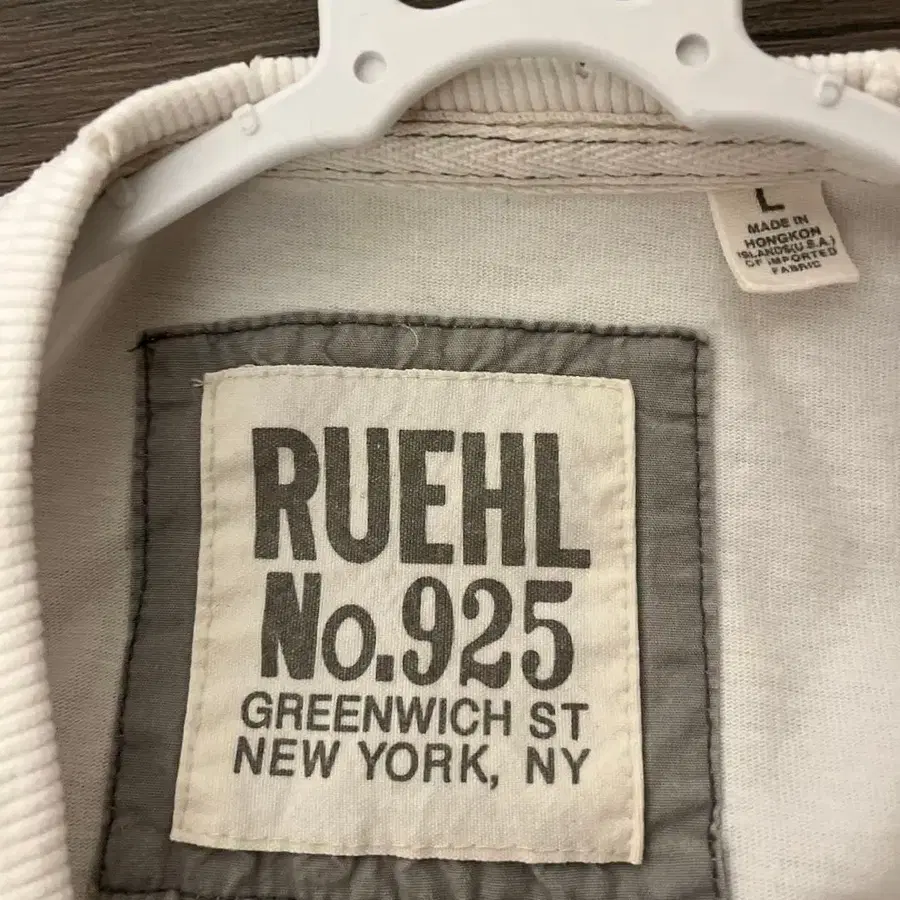 L
MADE IN
HONGKON
ISLANDS(U.S.A.)
OF IMPORTED
FABRIC
RUEHL
No.925
GREENWICH ST
NEW YORK, NY